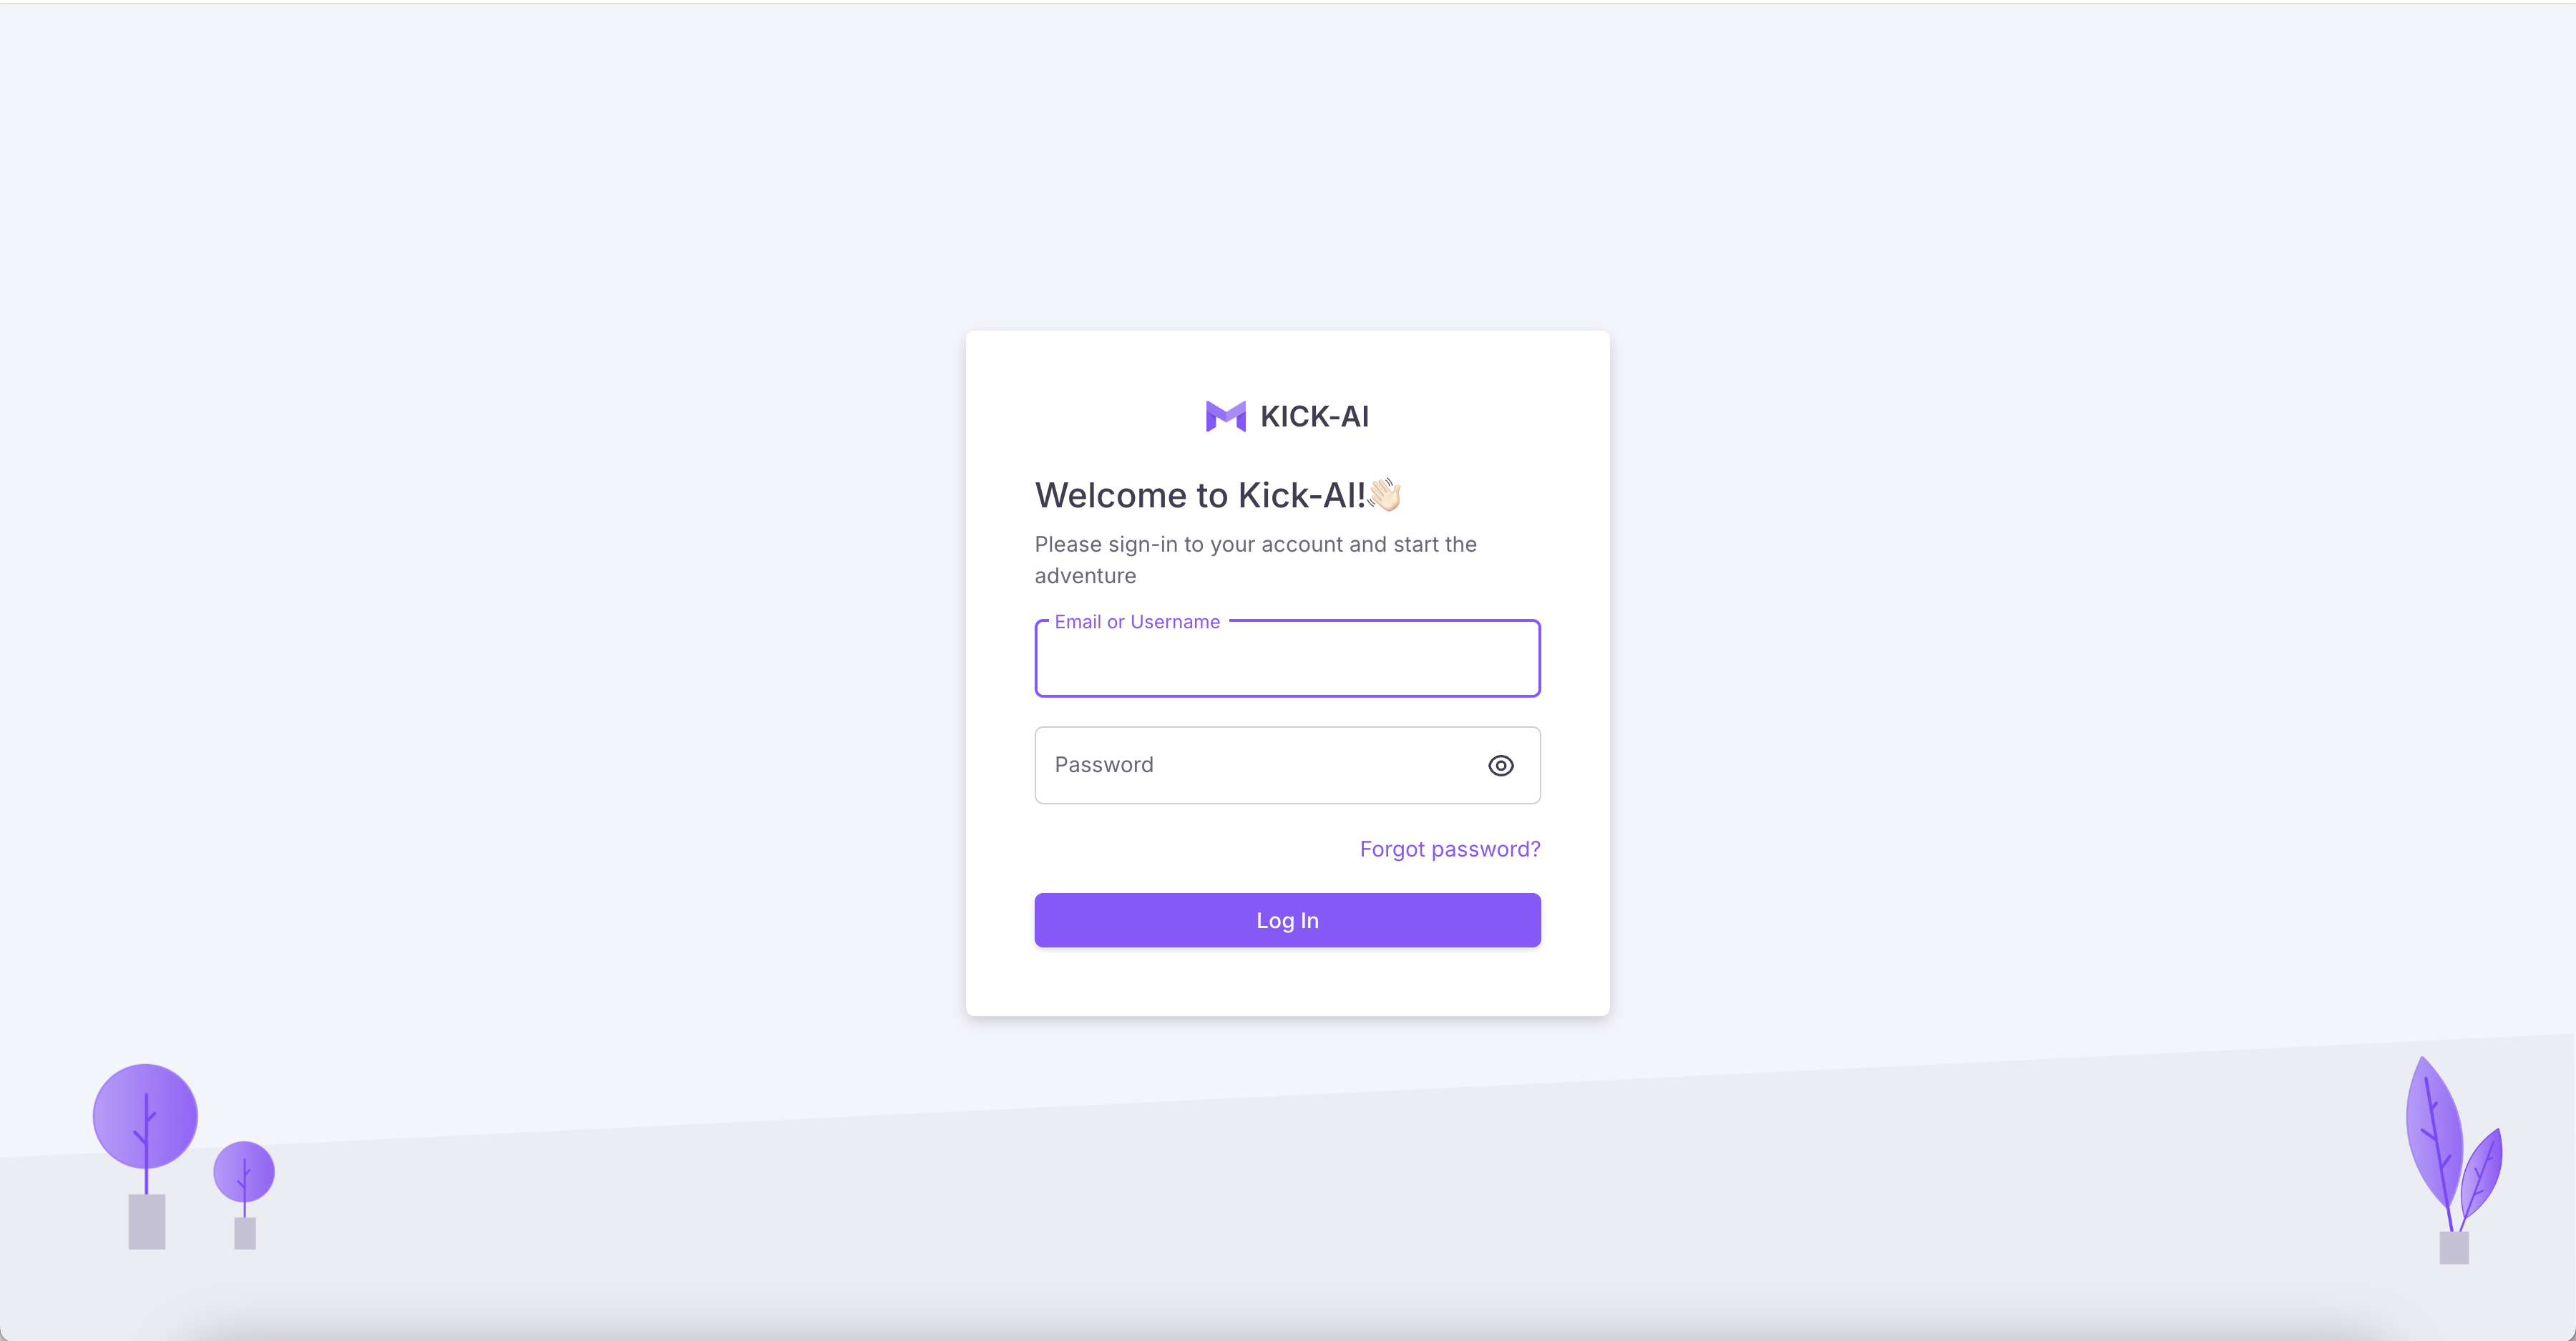 KICK-AI
Welcome to Kick-AI!👋🏻
Please sign-in to your account and start the
adventure
Email or Username
Password
Forgot password?
Log In